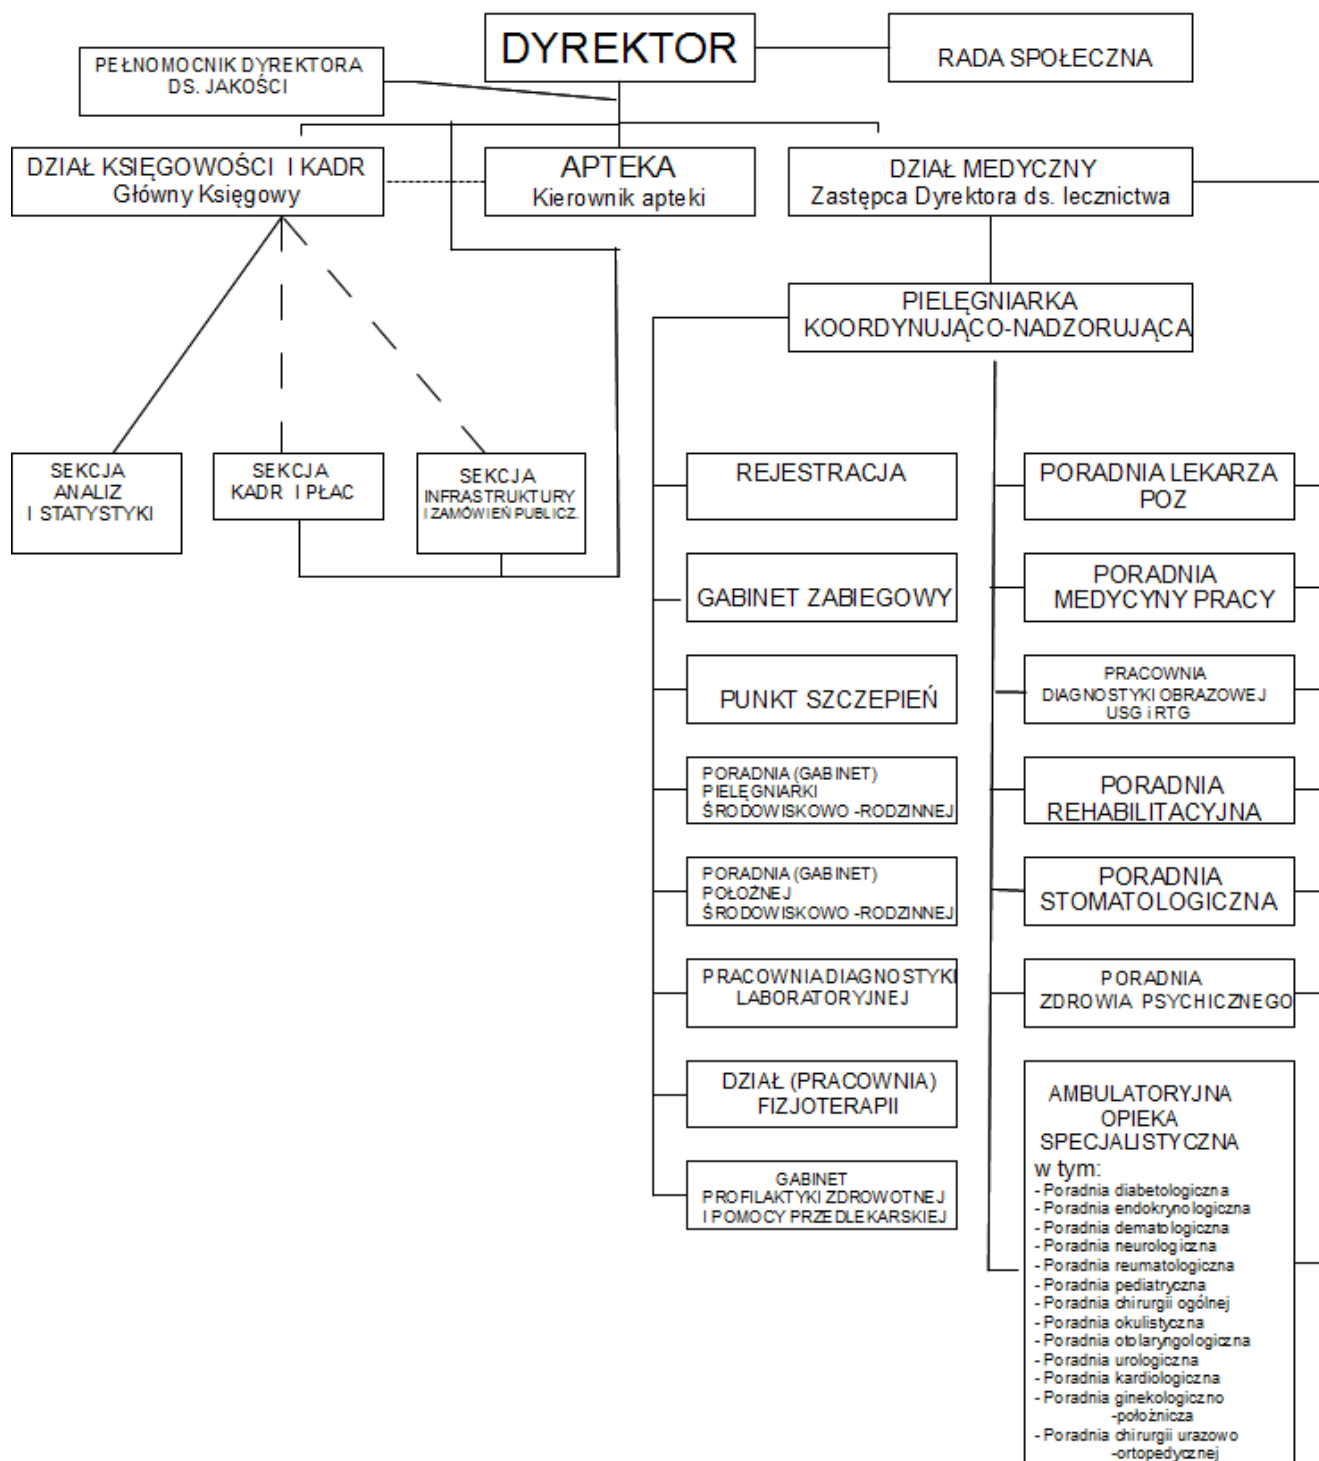 DYREKTOR
RADA SPOŁECZNA
PEŁNOMOCNIK DYREKTORA
DS. JAKOŚCI
DZIAŁ KSIĘGOWOŚCI I KADR
Główny Księgowy
APTEKA
Kierownik apteki
DZIAŁ MEDYCZNY
Zastępca Dyrektora ds. lecznictwa
PIELĘGNIARKA
KOORDYNUJĄCO-NADZORUJĄCA
SEKCJA
ANALIZ
I STATYSTYKI
SEKCJA
KADR I PŁAC
SEKCJA
INFRASTRUKTURY
I ZAMÓWIEŃ PUBLICZ.
REJESTRACJA
GABINET ZABIEGOWY
PUNKT SZCZEPIEŃ
PORADNIA (GABINET)
PIELĘGNIARKI
ŚRODOWISKOWO -RODZINNEJ
PORADNIA (GABINET)
POŁOŻNEJ
ŚRODOWISKOWO -RODZINNEJ
PRACOWNIA DIAGNOSTYKI
LABORATORYJNEJ
DZIAŁ (PRACOWNIA)
FIZJOTERAPII
GABINET
PROFILAKTYKI ZDROWOTNEJ
I POMOCY PRZEDLEKARSKIEJ
PORADNIA LEKARZA
POZ
PORADNIA
MEDYCYNY PRACY
PRACOWNIA
DIAGNOSTYKI OBRAZOWEJ
USG i RTG
PORADNIA
REHABILITACYJNA
PORADNIA
STOMATOLOGICZNA
PORADNIA
ZDROWIA PSYCHICZNEGO
AMBULATORYJNA
OPIEKA
SPECJALISTYCZNA
w tym:
- Poradnia diabetologiczna
- Poradnia endokrynologiczna
- Poradnia dematologiczna
- Poradnia neurologiczna
- Poradnia reumatologiczna
- Poradnia pediatryczna
- Poradnia chirurgii ogólnej
- Poradnia okulistyczna
- Poradnia otolaryngologiczna
- Poradnia urologiczna
- Poradnia kardiologiczna
- Poradnia ginekologiczno
-położnicza
- Poradnia chirurgii urazowo
-ortopedycznej